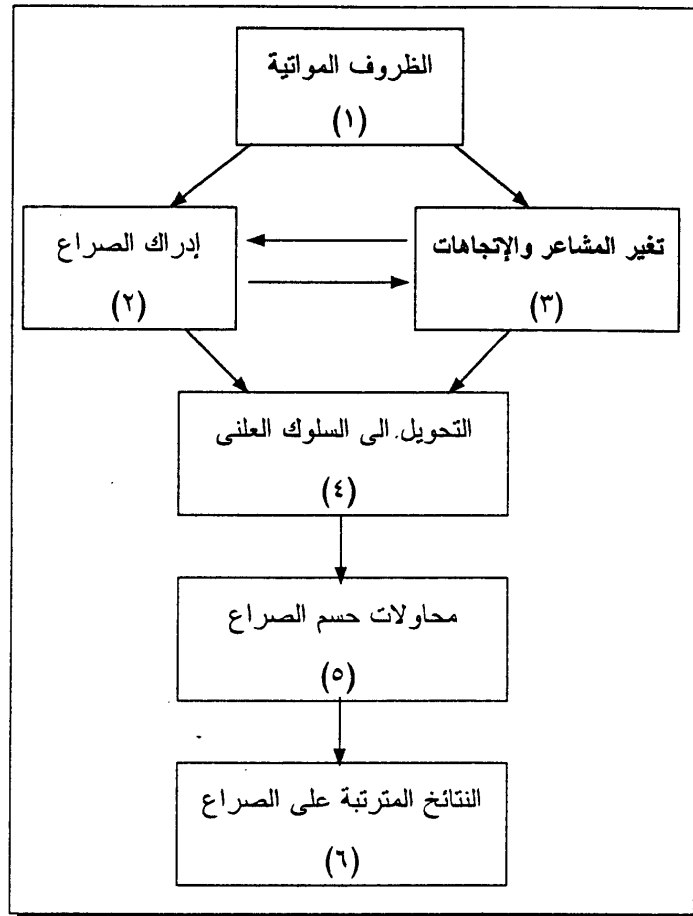 الظروف المواتية
(١)
إدراك الصراع
(٢)
تغير المشاعر والإتجاهات
(٣)
التحويل الى السلوك العلنى
(٤)
محاولات حسم الصراع
(٥)
النتائخ المترتبة على الصراع
(٦)